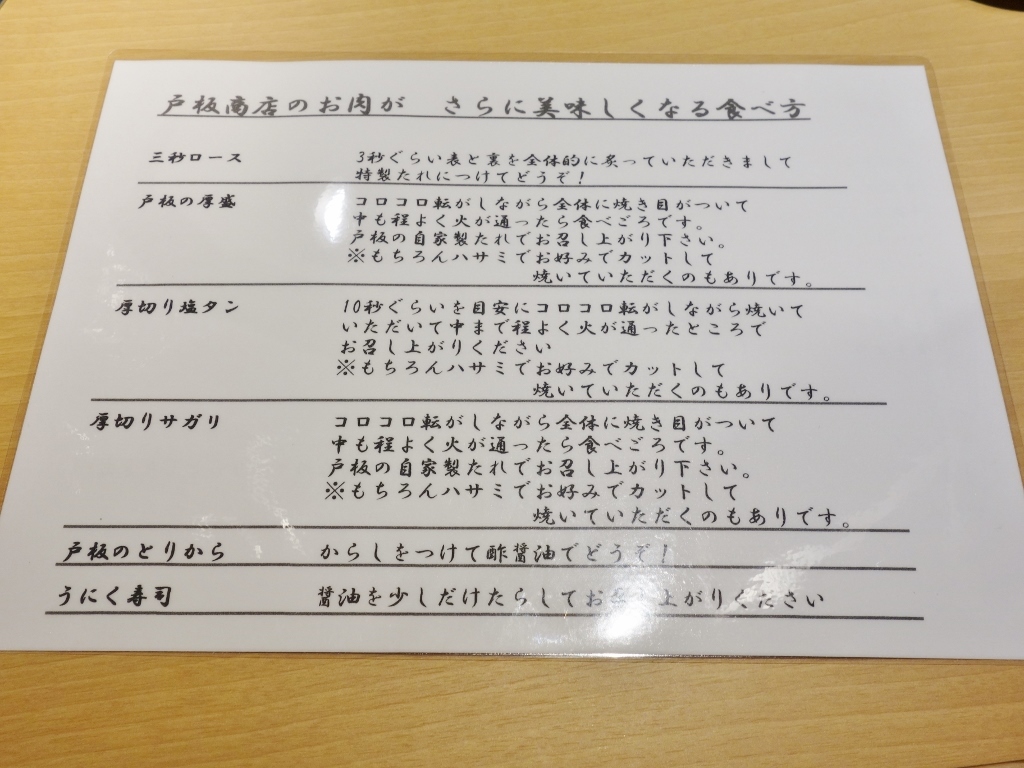 戸板商店のお肉が　さらに美味しくなる食べ方
三秒ロース　3秒ぐらい表と裏を全体的に炙っていただきまして
特製たれにつけてどうぞ！
戸板の厚盛　コロコロ転がしながら全体に焼き目がついて
中も程よく火が通ったら食べごろです。
戸板の自家製たれでお召し上がり下さい。
※もちろんハサミでお好みでカットして
焼いていただくのもありです。
厚切り塩タン　10秒ぐらいを目安にコロコロ転がしながら焼いて
いただいて中まで程よく火が通ったところで
お召し上がりください
※もちろんハサミでお好みでカットして
焼いていただくのもありです。
厚切りサガリ　コロコロ転がしながら全体に焼き目がついて
中も程よく火が通ったら食べごろです。
戸板の自家製たれでお召し上がり下さい。
※もちろんハサミでお好みでカットして
焼いていただくのもありです。
戸板のとりから　からしをつけて酢醤油でどうぞ！
うにく寿司　醤油を少しだけたらしてお召し上がりください